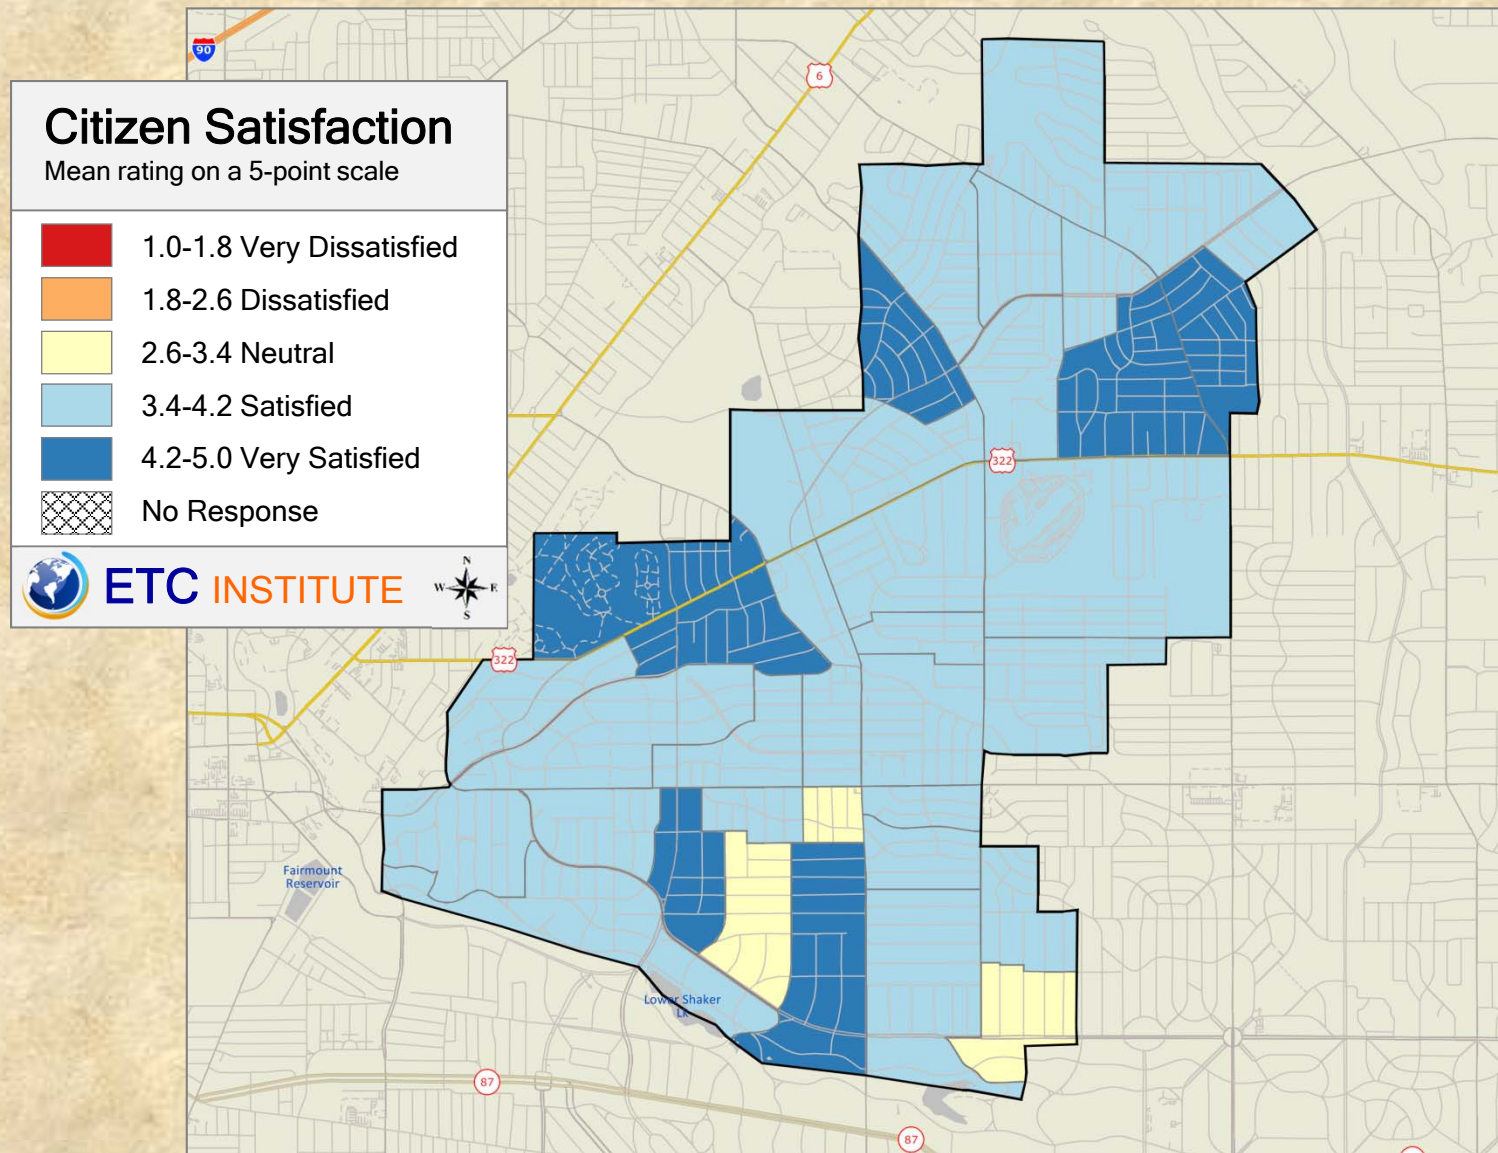 90
6
Citizen Satisfaction
Mean rating on a 5-point scale
1.0-1.8 Very Dissatisfied
1.8-2.6 Dissatisfied
2.6-3.4 Neutral
3.4-4.2 Satisfied
4.2-5.0 Very Satisfied
No Response
ETC INSTITUTE
N
W E
S
322
322
Fairmount
Reservoir
Lower Shaker
Lk
87
87